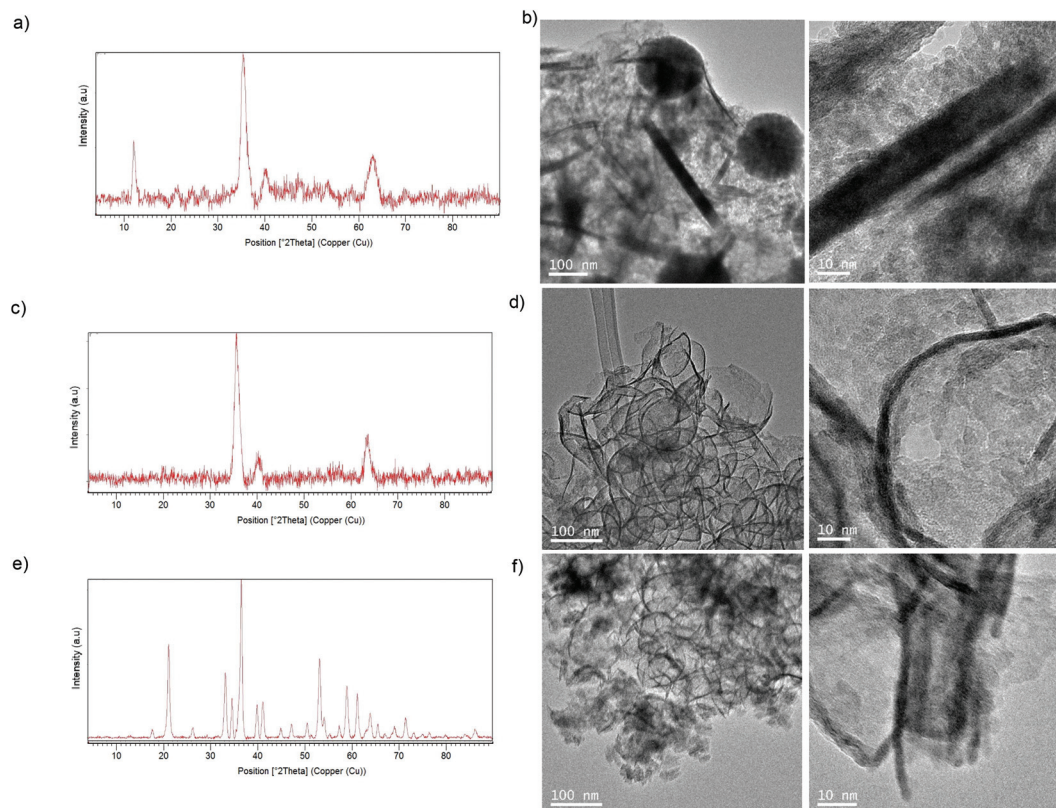 a)
Intensity (a.u)
10 20 30 40 50 60 70 80
Position [°2Theta] (Copper (Cu))
b)
100 nm
10 nm
c)
Intensity (a.u)
10 20 30 40 50 60 70 80
Position [°2Theta] (Copper (Cu))
d)
100 nm
10 nm
e)
Intensity (a.u)
10 20 30 40 50 60 70 80
Position [°2Theta] (Copper (Cu))
f)
100 nm
10 nm